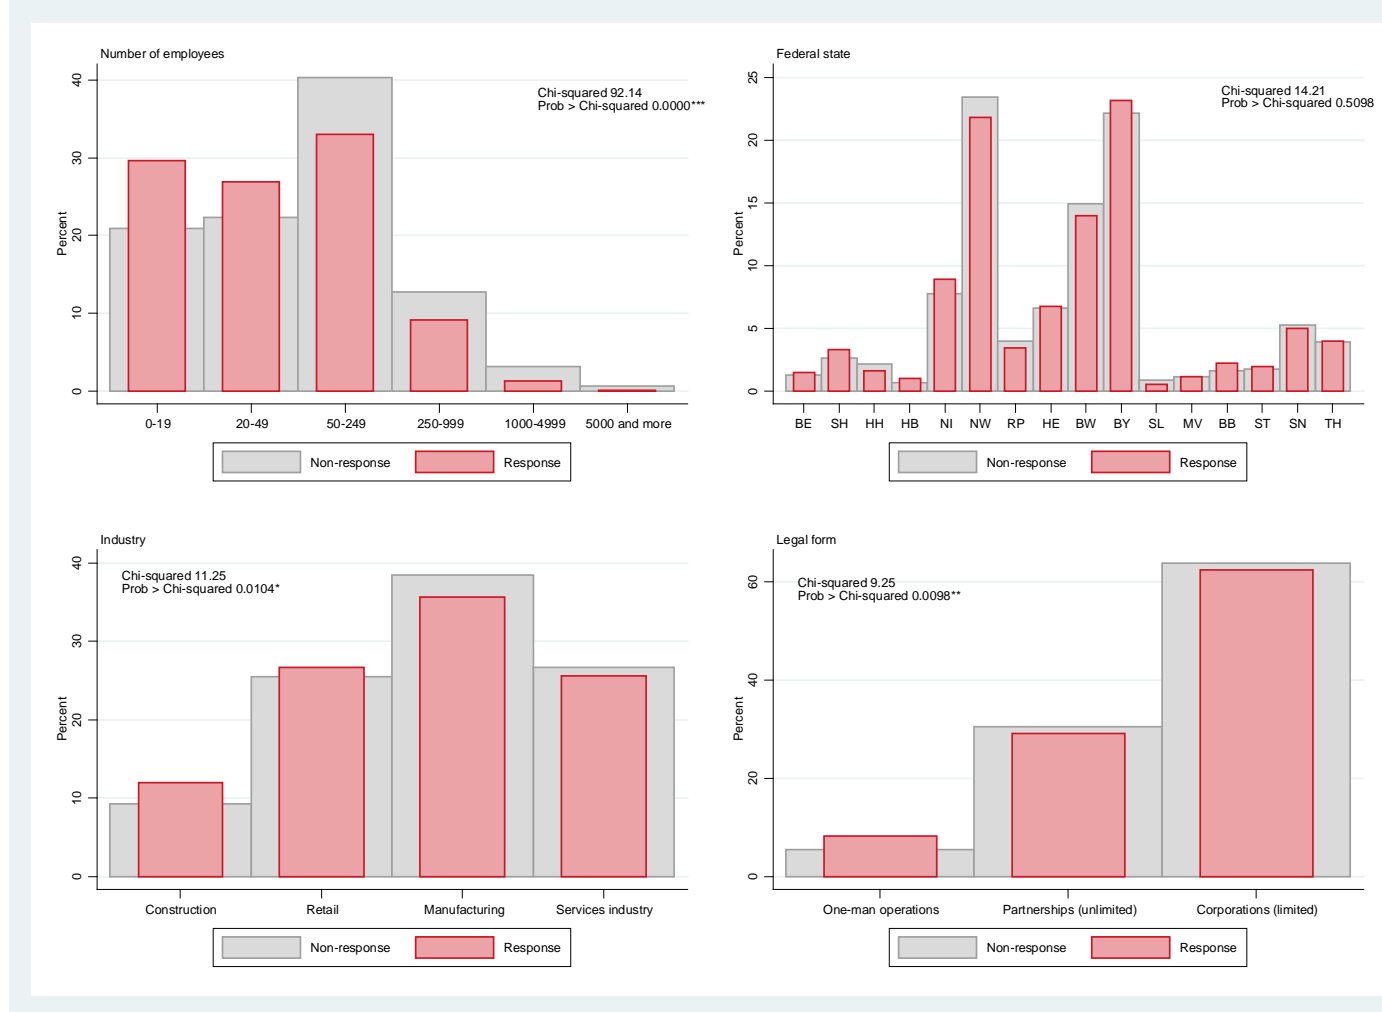 Number of employees
Chi-squared 92.14
Prob > Chi-squared 0.0000***
Percent
40
30
20
10
0
0-19 20-49 50-249 250-999 1000-4999 5000 and more
Non-response Response
Federal state
Chi-squared 14.21
Prob > Chi-squared 0.5098
Percent
25
20
15
10
5
0
BE SH HH HB NI NW RP HE BW BY SL MV BB ST SN TH
Non-response Response
Industry
Chi-squared 11.25
Prob > Chi-squared 0.0104*
Percent
40
30
20
10
0
Construction Retail Manufacturing Services industry
Non-response Response
Legal form
Chi-squared 9.25
Prob > Chi-squared 0.0098**
Percent
60
40
20
0
One-man operations Partnerships (unlimited) Corporations (limited)
Non-response Response